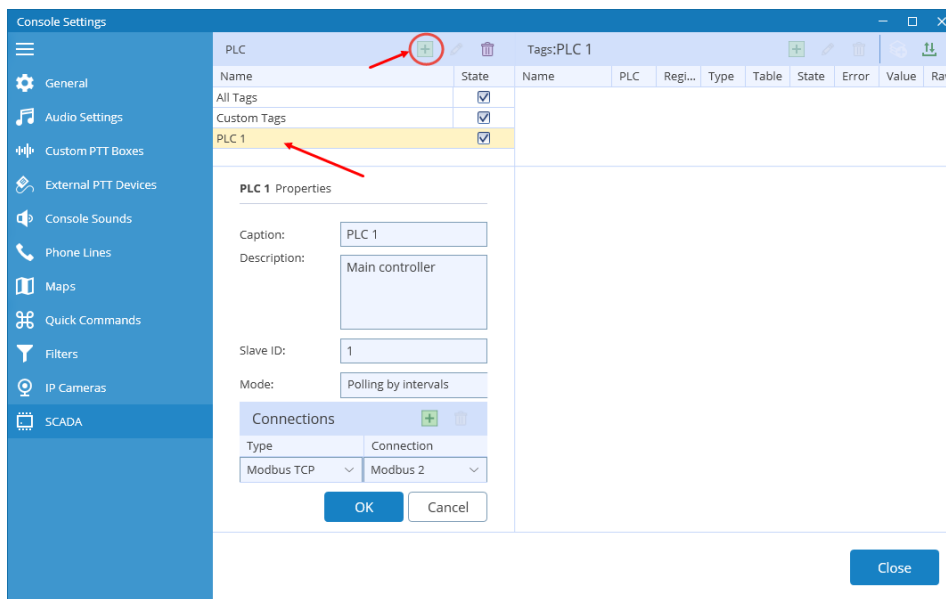 Console Settings
General
Audio Settings
Custom PTT Boxes
External PTT Devices
Console Sounds
Phone Lines
Maps
Quick Commands
Filters
IP Cameras
SCADA
PLC
Name State
All Tags
Custom Tags
PLC 1
PLC 1 Properties
Caption: PLC 1
Description: Main controller
Slave ID: 1
Mode: Polling by intervals
Connections
Type Connection
Modbus TCP Modbus 2
OK Cancel
Tags:PLC 1
Name PLC Regi... Type Table State Error Value Ra
Close